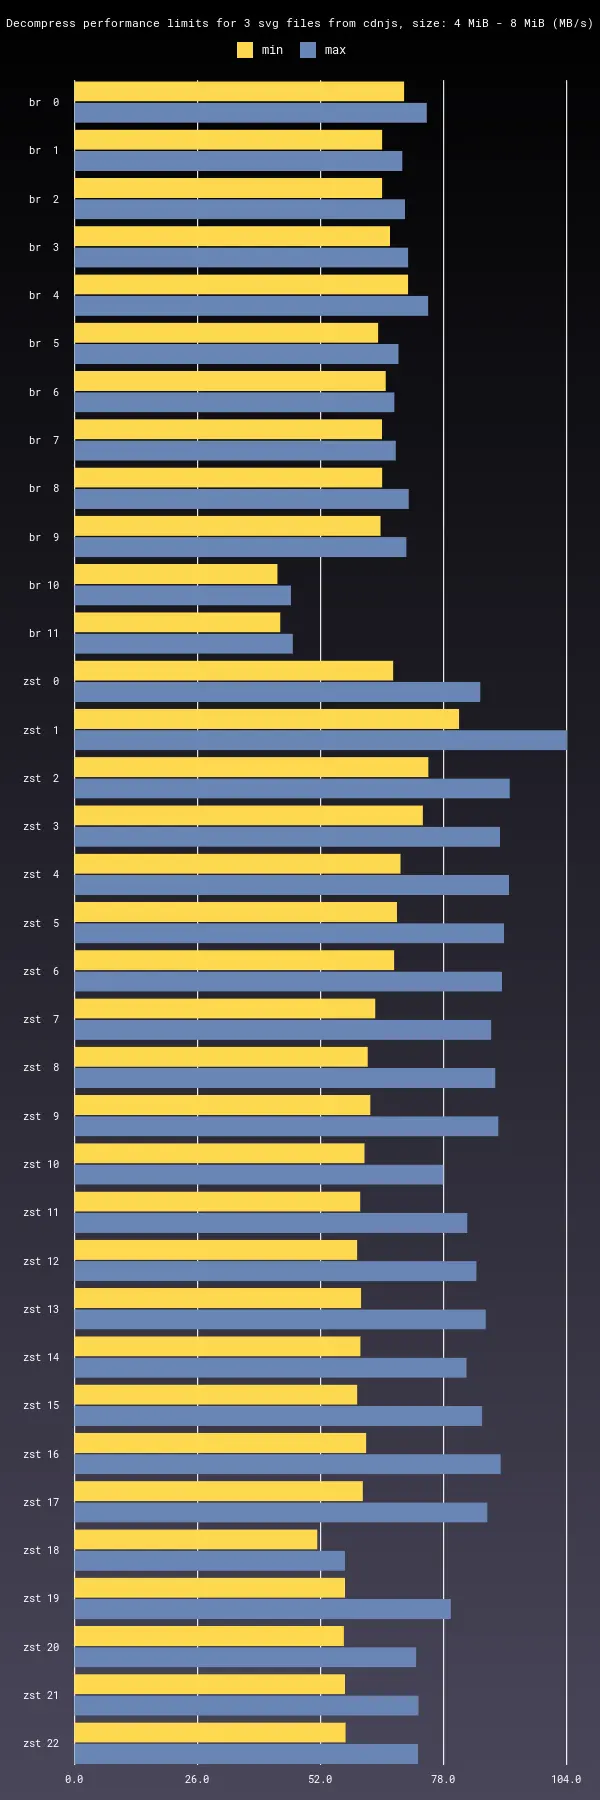 Decompress performance limits for 3 svg files from cdnjs, size: 4 MiB - 8 MiB (MB/s)
min max
br 0
br 1
br 2
br 3
br 4
br 5
br 6
br 7
br 8
br 9
br 10
br 11
zst 0
zst 1
zst 2
zst 3
zst 4
zst 5
zst 6
zst 7
zst 8
zst 9
zst 10
zst 11
zst 12
zst 13
zst 14
zst 15
zst 16
zst 17
zst 18
zst 19
zst 20
zst 21
zst 22
0.0 26.0 52.0 78.0 104.0